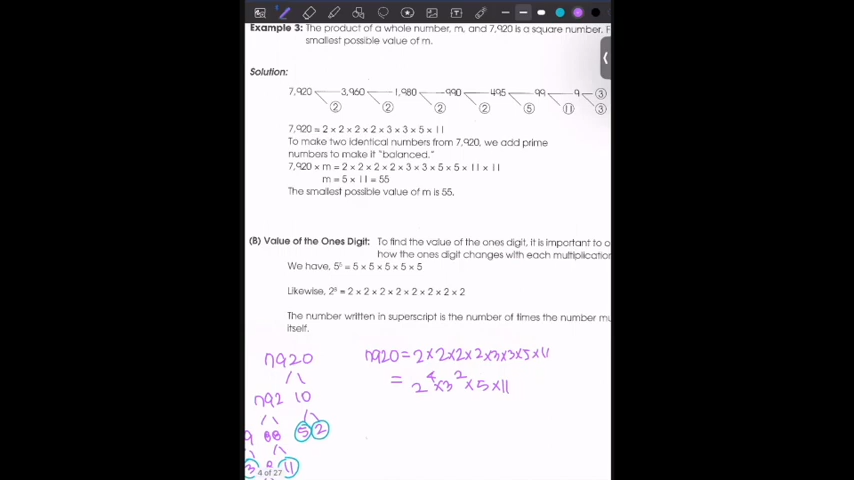 Example 3: The product of a whole number, m, and 7,920 is a square number. F
smallest possible value of m.
Solution:
7,920 3,960 1,980 990 495 99 9 3
2 2 2 2 5 11 3
7,920 = 2 × 2 × 2 × 2 × 3 × 3 × 5 × 11
To make two identical numbers from 7,920, we add prime
numbers to make it "balanced."
7,920 × m = 2 × 2 × 2 × 2 × 3 × 3 × 5 × 5 × 11 × 11
m = 5 × 11 = 55
The smallest possible value of m is 55.
(B) Value of the Ones Digit: To find the value of the ones digit, it is important to o
how the ones digit changes with each multiplication
We have, 5⁵ = 5 × 5 × 5 × 5 × 5
Likewise, 2⁸ = 2 × 2 × 2 × 2 × 2 × 2 × 2 × 2
The number written in superscript is the number of times the number mu
itself.
7920 7920 = 2×2×2×2×3×3×5×11
= 2⁴×3²×5×11
792 10
9 88 5 2
3 8 11
4 of 27